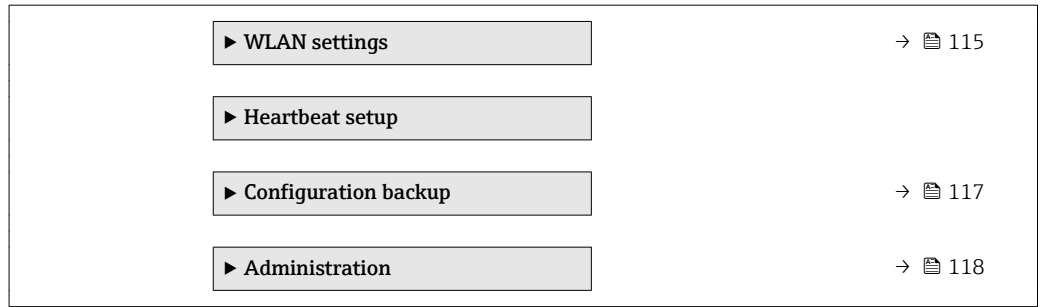 ▶ WLAN settings → 🖹 115
▶ Heartbeat setup
▶ Configuration backup → 🖹 117
▶ Administration → 🖹 118